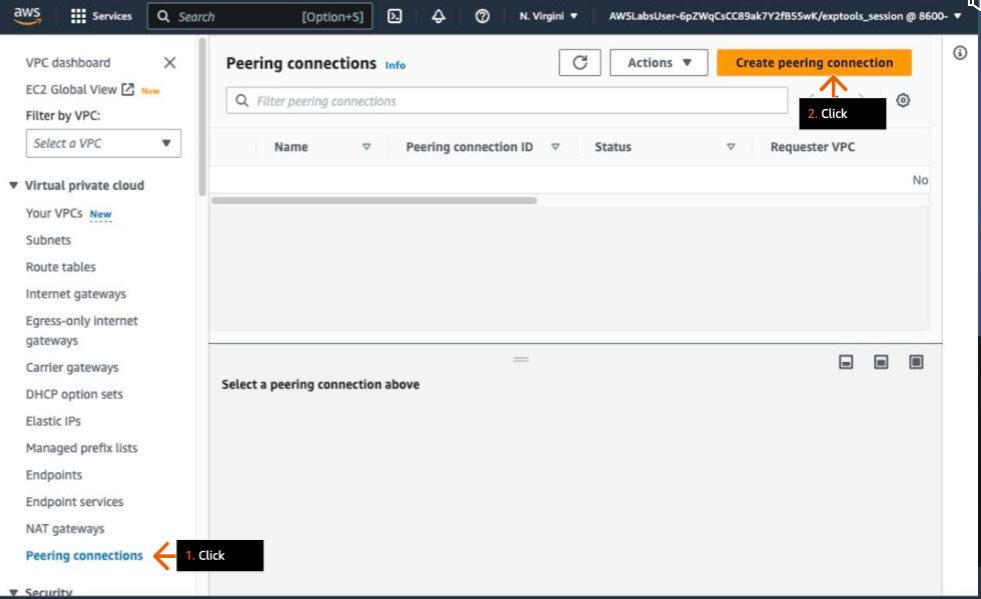 aws Services Search [Option+S] N. Virgini AWSLabsUser-6pZWqCsCC89ak7Y2fB5SwK/exptools_session @ 8600-
VPC dashboard
EC2 Global View New
Filter by VPC:
Select a VPC
Virtual private cloud
Your VPCs New
Subnets
Route tables
Internet gateways
Egress-only internet
gateways
Carrier gateways
DHCP option sets
Elastic IPs
Managed prefix lists
Endpoints
Endpoint services
NAT gateways
Peering connections
1. Click
Security
Peering connections Info
Actions
Create peering connection
Filter peering connections
2. Click
Name Peering connection ID Status Requester VPC
No
Select a peering connection above